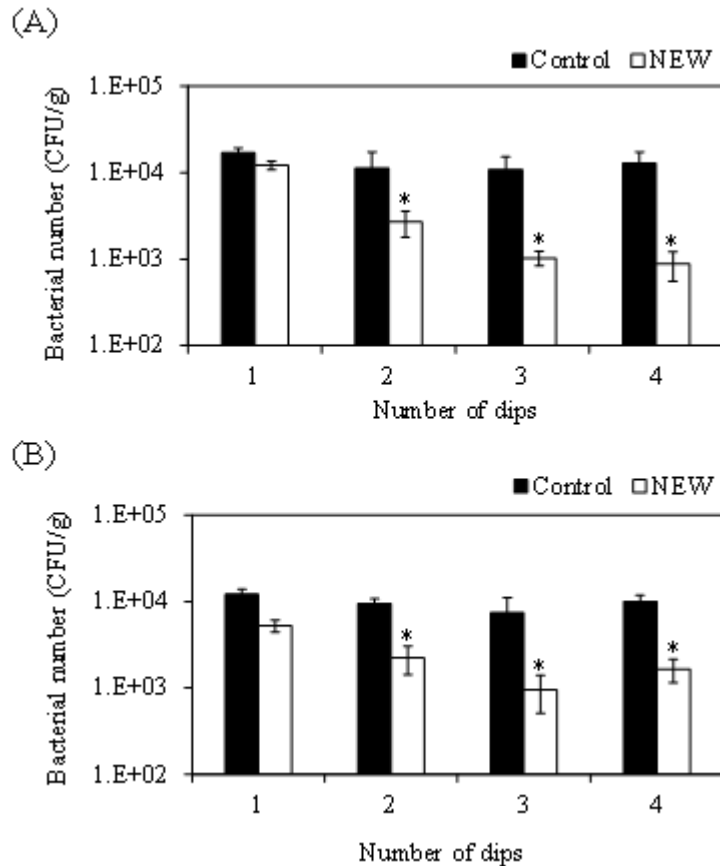 (A)
Control NEW
Bacterial number (CFU/g)
1.E+05
1.E+04
1.E+03
1.E+02
* * *
1 2 3 4
Number of dips
(B)
Control NEW
Bacterial number (CFU/g)
1.E+05
1.E+04
1.E+03
1.E+02
* * *
1 2 3 4
Number of dips